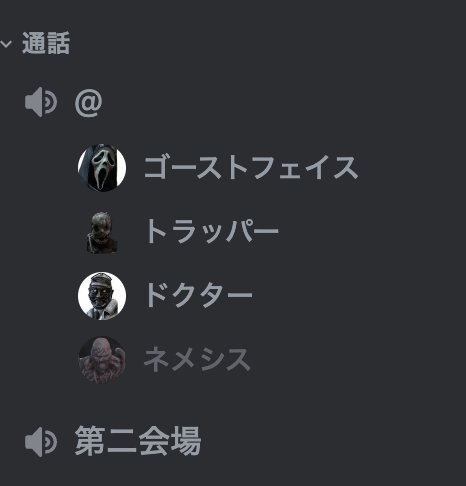 通話
@
ゴーストフェイス
トラッパー
ドクター
ネメシス
第二会場